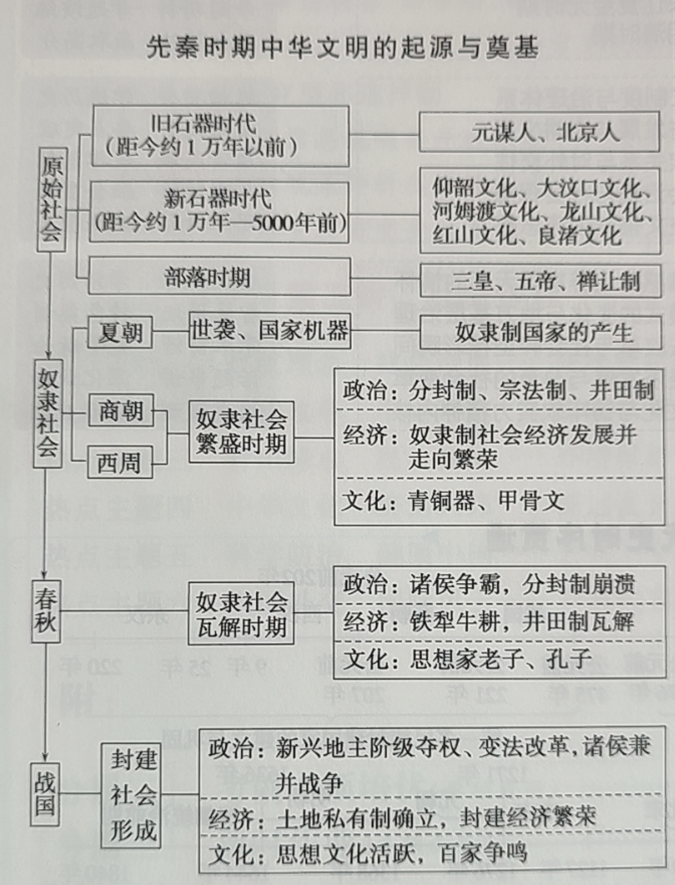 先秦时期中华文明的起源与奠基
原始社会
旧石器时代
(距今约1万年以前)
元谋人、北京人
新石器时代
(距今约1万年—5000年前)
仰韶文化、大汶口文化、
河姆渡文化、龙山文化、
红山文化、良渚文化
部落时期
三皇、五帝、禅让制
奴隶社会
夏朝
世袭、国家机器
奴隶制国家的产生
商朝
西周
奴隶社会
繁盛时期
政治：分封制、宗法制、井田制
经济：奴隶制社会经济发展并
走向繁荣
文化：青铜器、甲骨文
春秋
奴隶社会
瓦解时期
政治：诸侯争霸，分封制崩溃
经济：铁犁牛耕，井田制瓦解
文化：思想家老子、孔子
战国
封建
社会
形成
政治：新兴地主阶级夺权、变法改革，诸侯兼
并战争
经济：土地私有制确立，封建经济繁荣
文化：思想文化活跃，百家争鸣